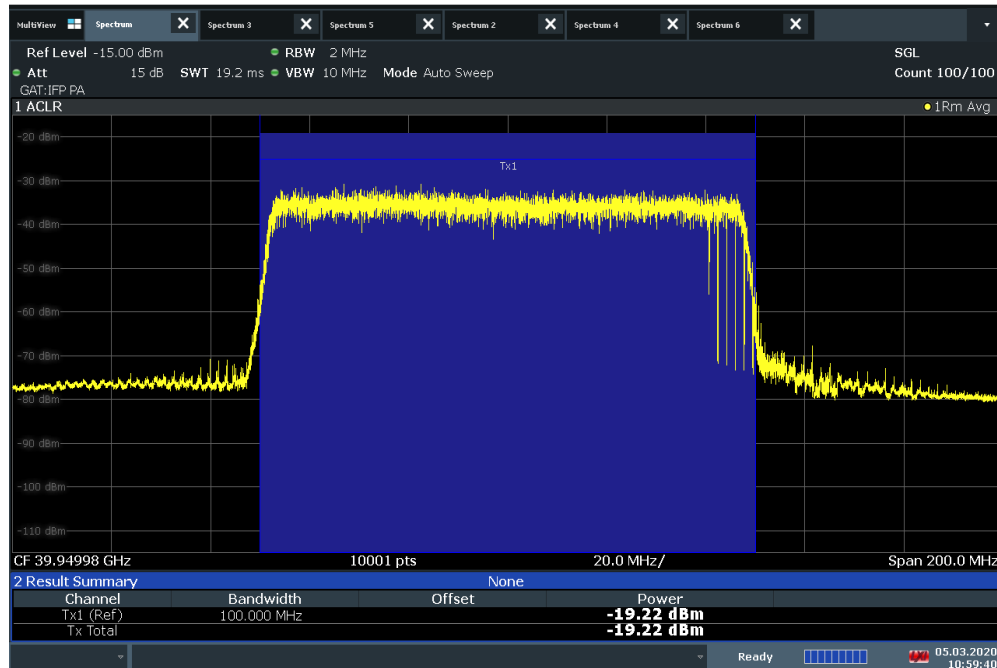 MultiView Spectrum Spectrum 3 Spectrum 5 Spectrum 2 Spectrum 4 Spectrum 6
Ref Level -15.00 dBm RBW 2 MHz SGL
Att 15 dB SWT 19.2 ms VBW 10 MHz Mode Auto Sweep Count 100/100
GAT:IFP PA
1 ACLR 1Rm Avg
-20 dBm
Tx1
-30 dBm
-40 dBm
-50 dBm
-60 dBm
-70 dBm
-80 dBm
-90 dBm
-100 dBm
-110 dBm
CF 39.94998 GHz 10001 pts 20.0 MHz/ Span 200.0 MHz
2 Result Summary None
Channel Bandwidth Offset Power
Tx1 (Ref) 100.000 MHz -19.22 dBm
Tx Total -19.22 dBm
Ready 05.03.2020
10:59:40